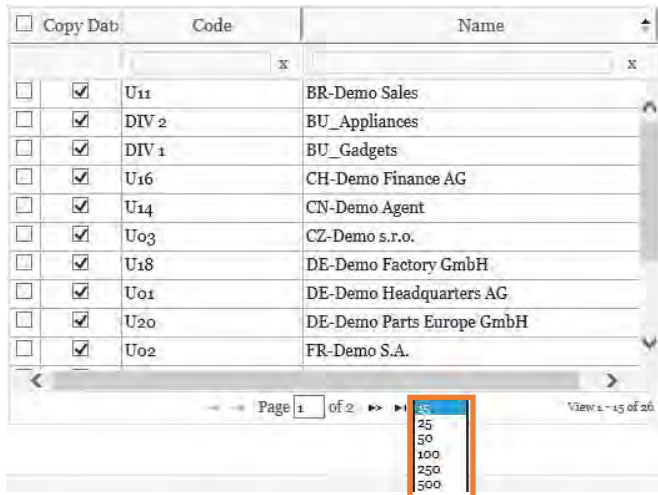 Copy Dat Code Name
x x
U11 BR-Demo Sales
DIV 2 BU_Appliances
DIV 1 BU_Gadgets
U16 CH-Demo Finance AG
U14 CN-Demo Agent
U03 CZ-Demo s.r.o.
U18 DE-Demo Factory GmbH
U01 DE-Demo Headquarters AG
U20 DE-Demo Parts Europe GmbH
U02 FR-Demo S.A.
Page 1 of 2 15 View 1 - 15 of 26
25
50
100
250
500